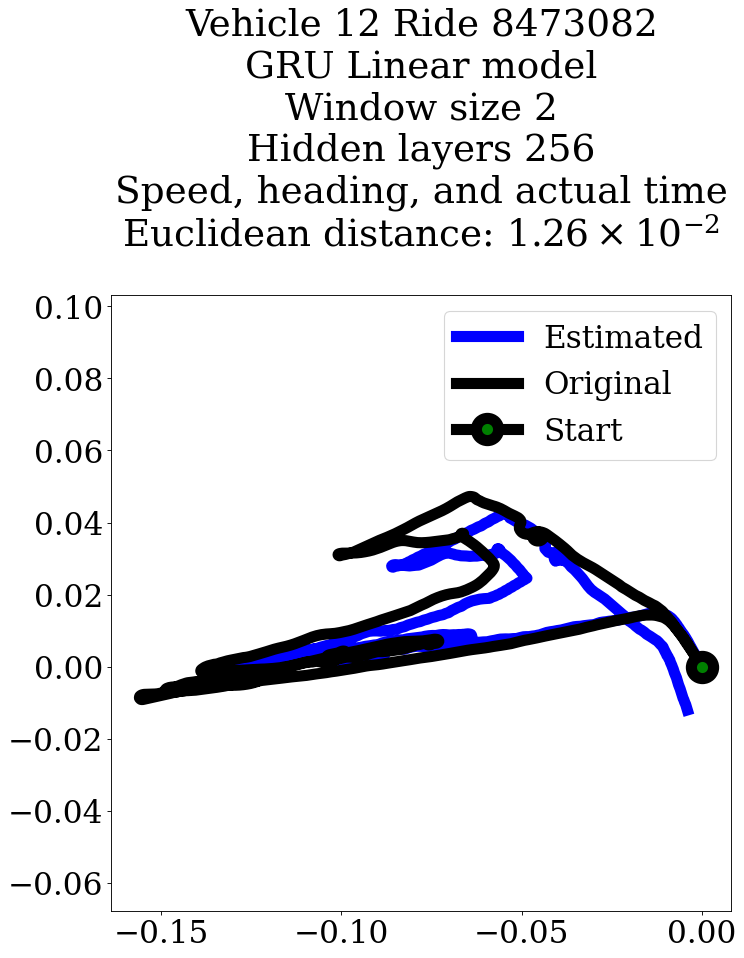 Vehicle 12 Ride 8473082
GRU Linear model
Window size 2
Hidden layers 256
Speed, heading, and actual time
Euclidean distance: 1.26 × 10⁻²
Estimated
Original
Start
0.10
0.08
0.06
0.04
0.02
0.00
−0.02
−0.04
−0.06
−0.15 −0.10 −0.05 0.00